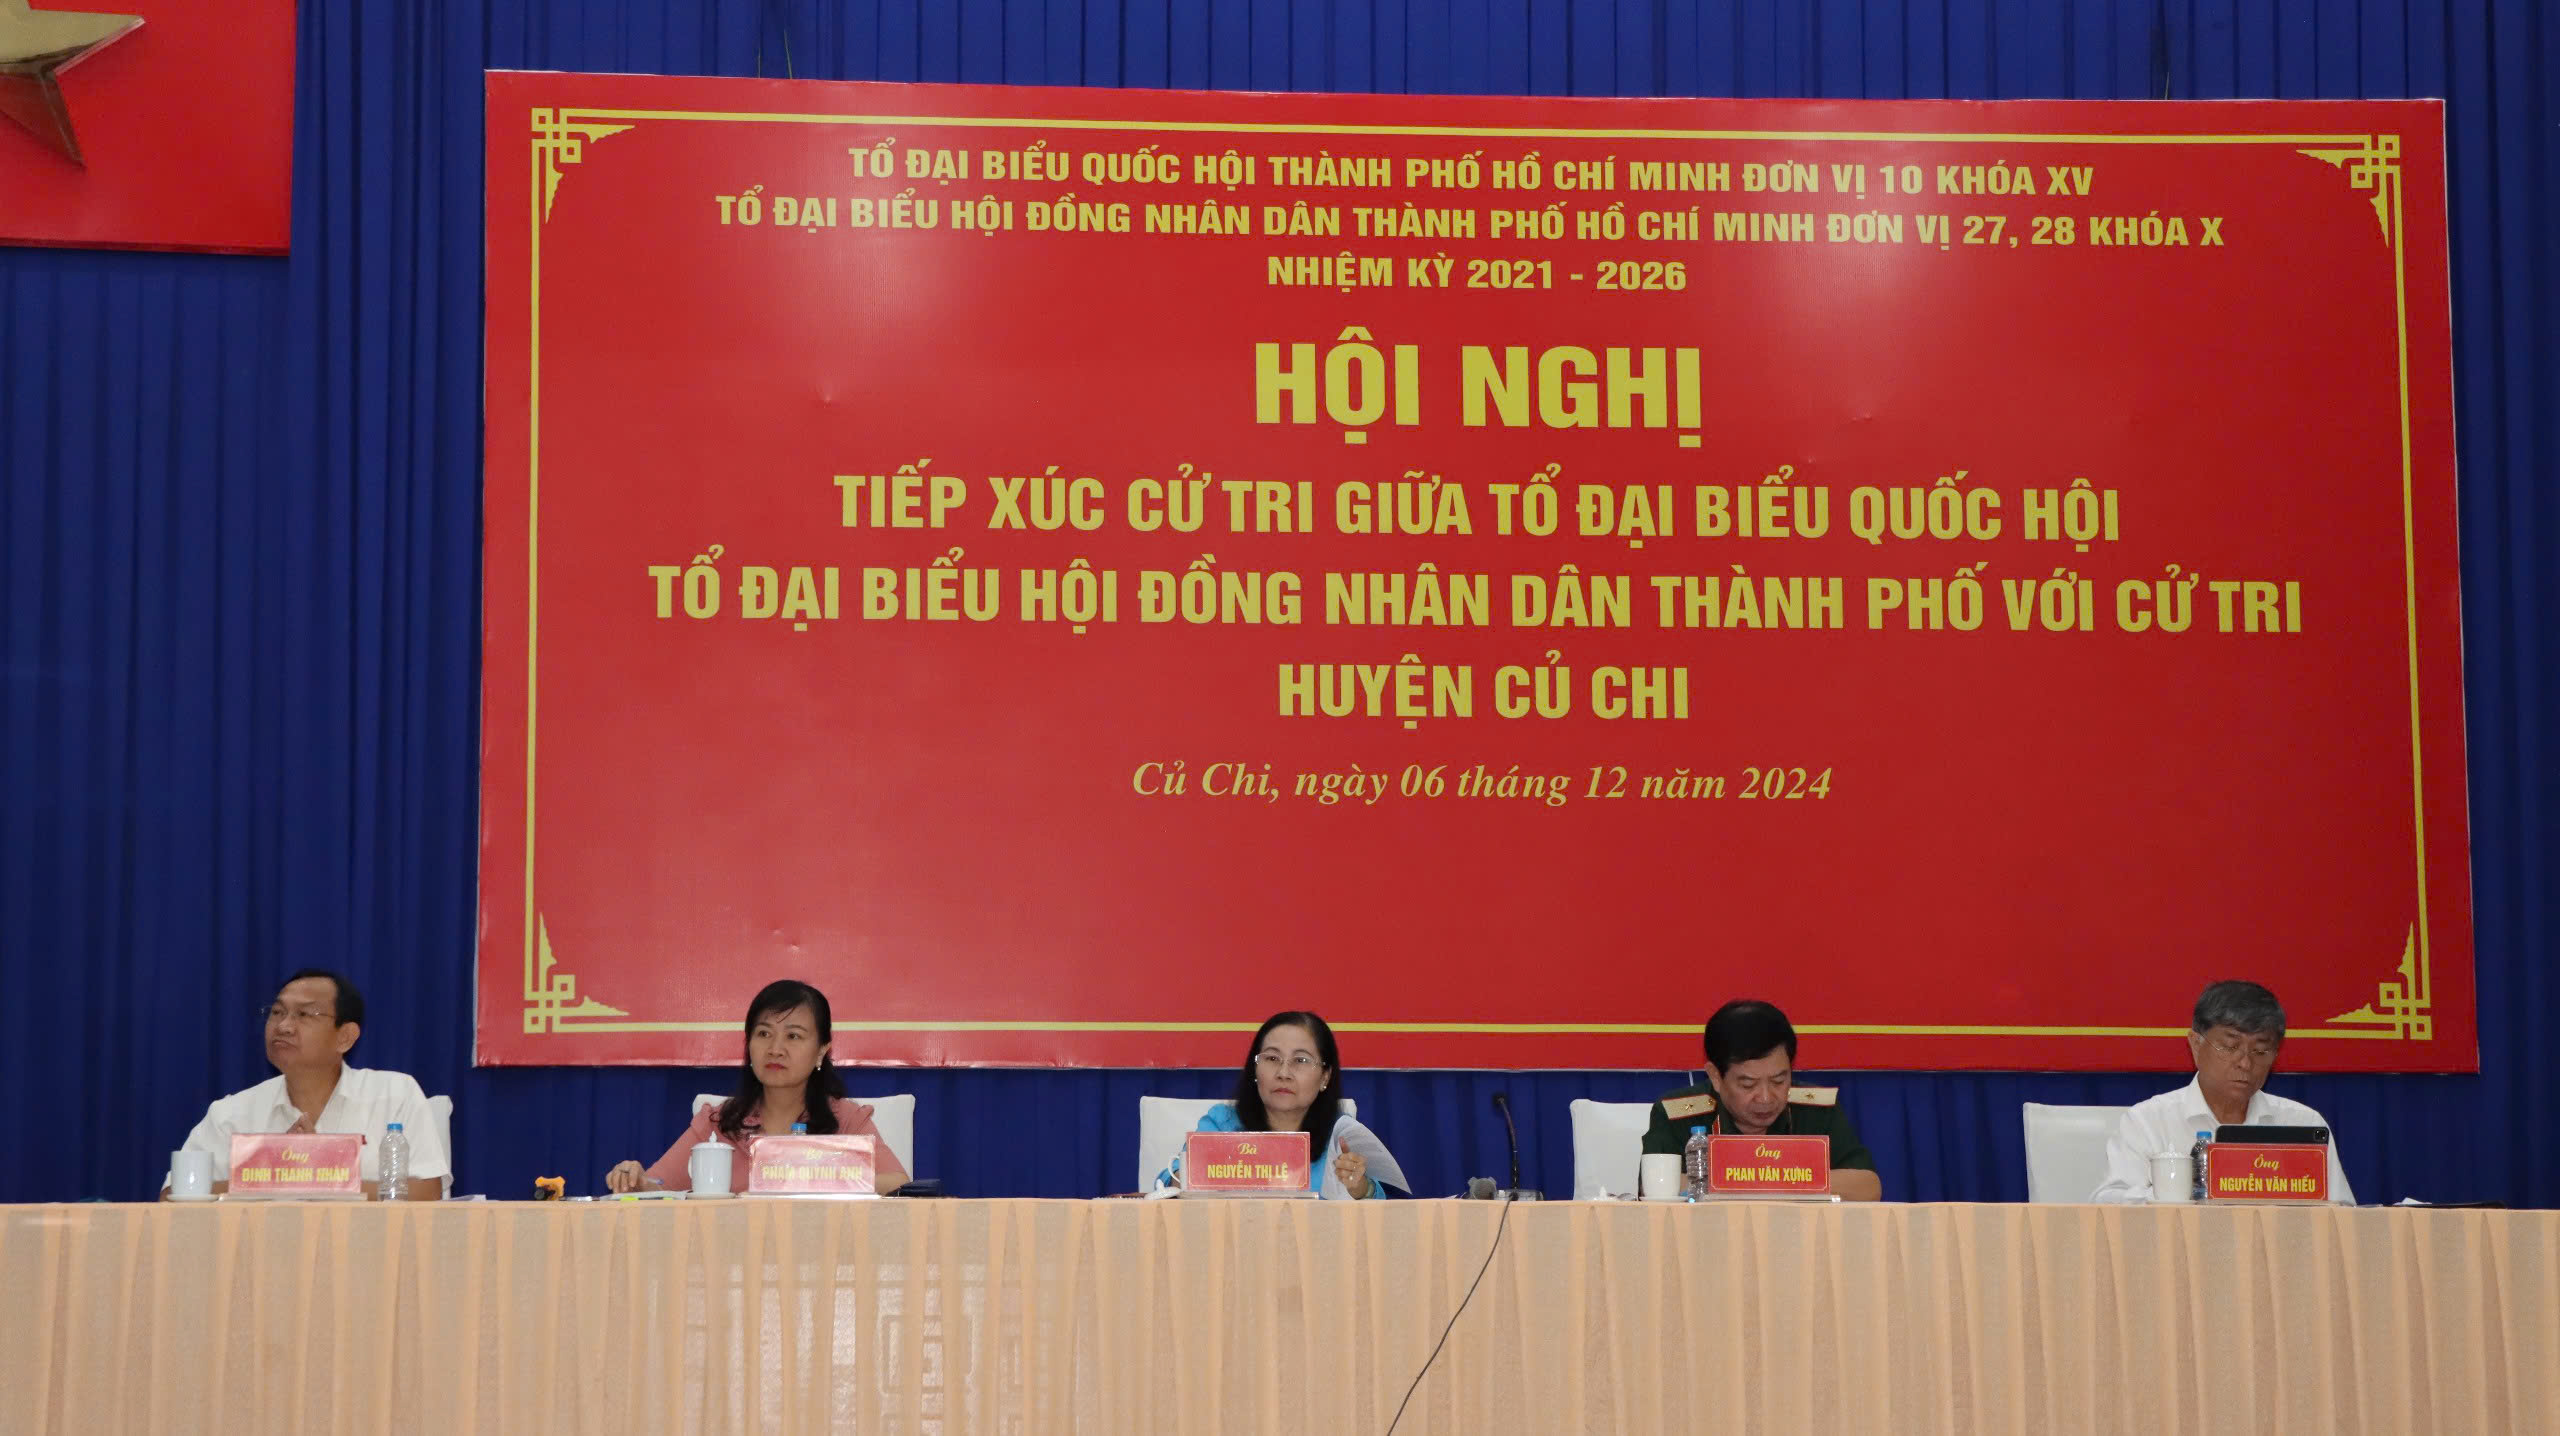 TỔ ĐẠI BIỂU QUỐC HỘI THÀNH PHỐ HỒ CHÍ MINH ĐƠN VỊ 10 KHÓA XV
TỔ ĐẠI BIỂU HỘI ĐỒNG NHÂN DÂN THÀNH PHỐ HỒ CHÍ MINH ĐƠN VỊ 27, 28 KHÓA X
NHIỆM KỲ 2021 - 2026
HỘI NGHỊ
TIẾP XÚC CỬ TRI GIỮA TỔ ĐẠI BIỂU QUỐC HỘI
TỔ ĐẠI BIỂU HỘI ĐỒNG NHÂN DÂN THÀNH PHỐ VỚI CỬ TRI
HUYỆN CỦ CHI
Củ Chi, ngày 06 tháng 12 năm 2024
Ông
ĐINH THANH NHÀN
Bà
PHẠM QUỲNH ANH
Bà
NGUYỄN THỊ LỆ
Ông
PHAN VĂN XỰNG
Ông
NGUYỄN VĂN HIẾU